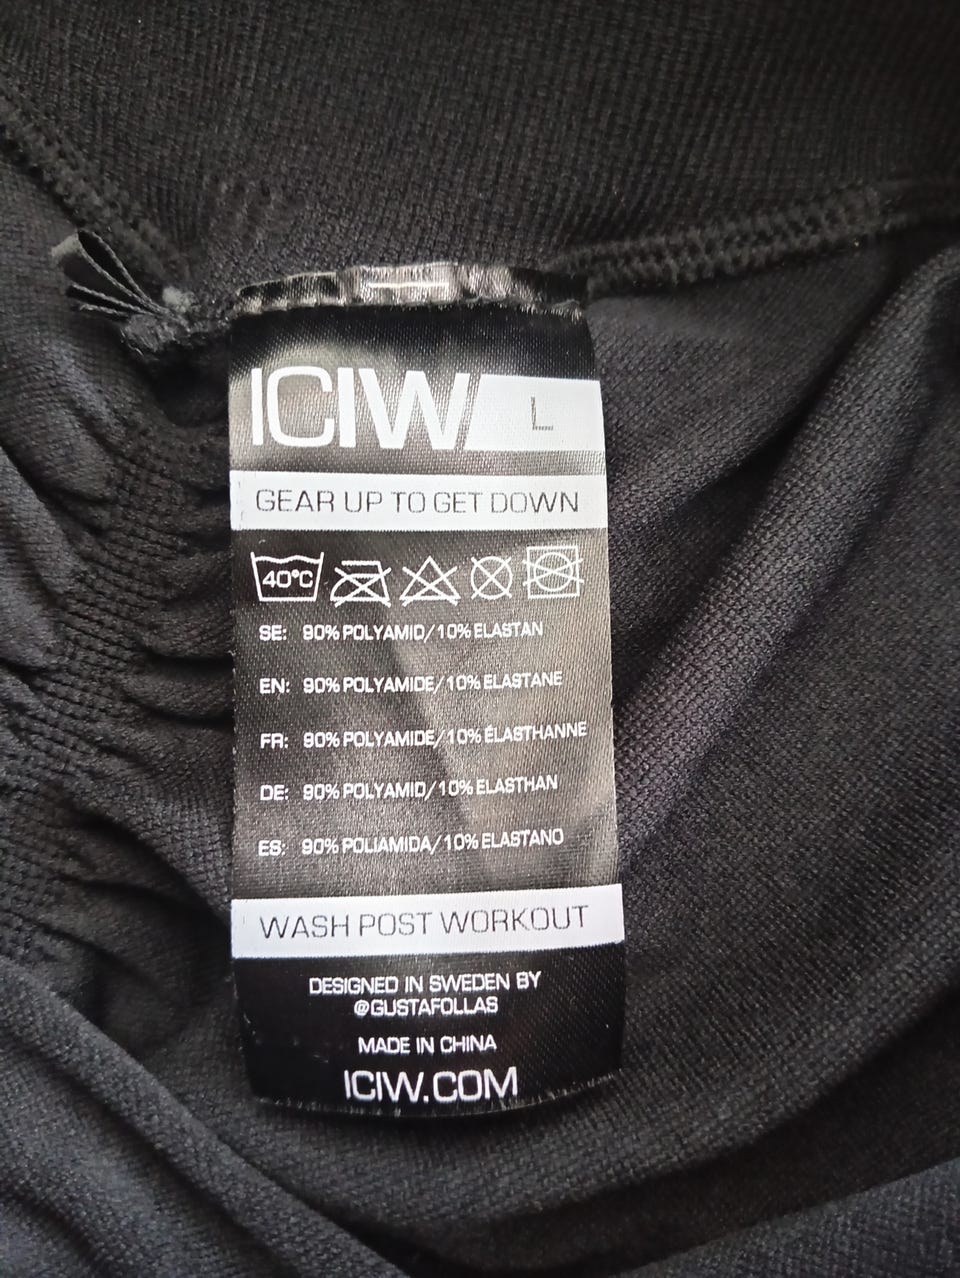 ICIW L
GEAR UP TO GET DOWN
40°C
SE: 90% POLYAMID/10% ELASTAN
EN: 90% POLYAMIDE/10% ELASTANE
FR: 90% POLYAMIDE/10% ÉLASTHANNE
DE: 90% POLYAMID/10% ELASTHAN
ES: 90% POLIAMIDA/10% ELASTANO
WASH POST WORKOUT
DESIGNED IN SWEDEN BY
@GUSTAFOLLAS
MADE IN CHINA
ICIW.COM